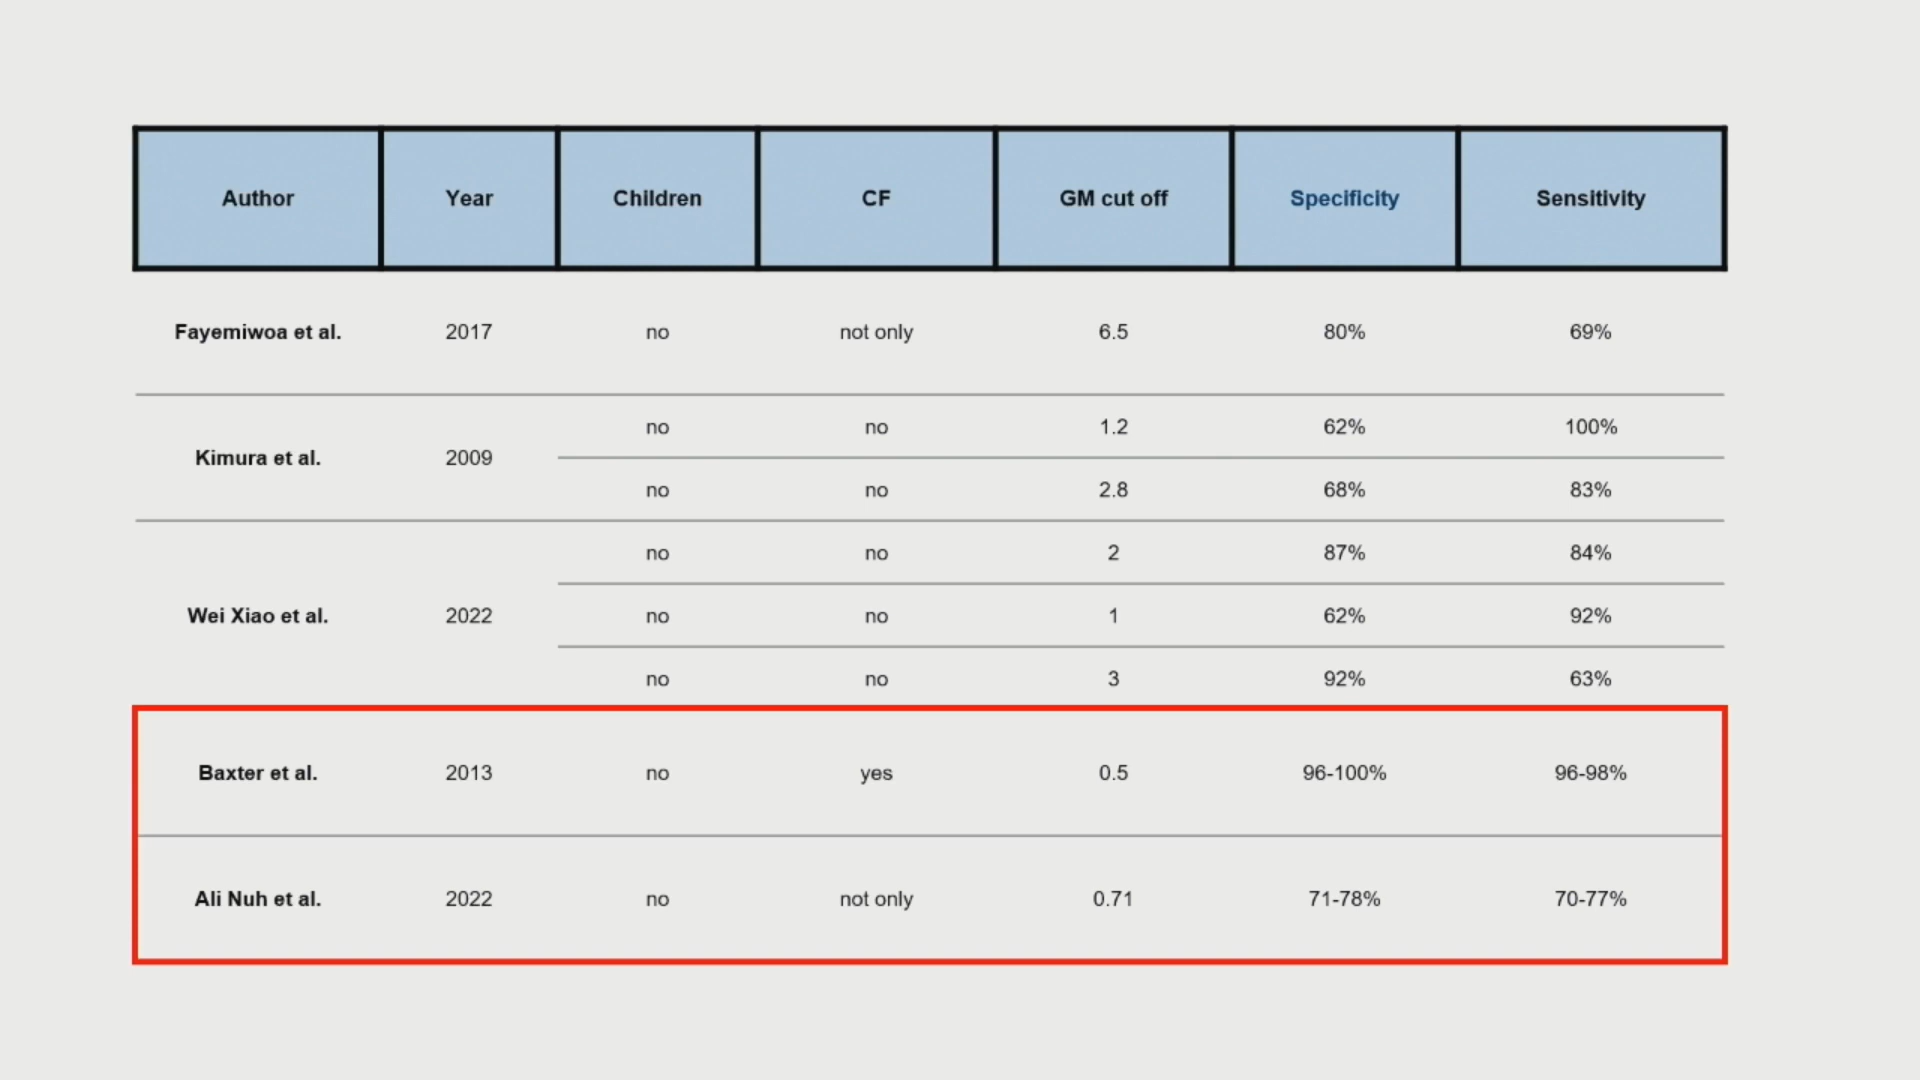 Author Year Children CF GM cut off Specificity Sensitivity
Fayemiwoa et al. 2017 no not only 6.5 80% 69%
Kimura et al. 2009
no no 1.2 62% 100%
no no 2.8 68% 83%
Wei Xiao et al. 2022
no no 2 87% 84%
no no 1 62% 92%
no no 3 92% 63%
Baxter et al. 2013 no yes 0.5 96-100% 96-98%
Ali Nuh et al. 2022 no not only 0.71 71-78% 70-77%